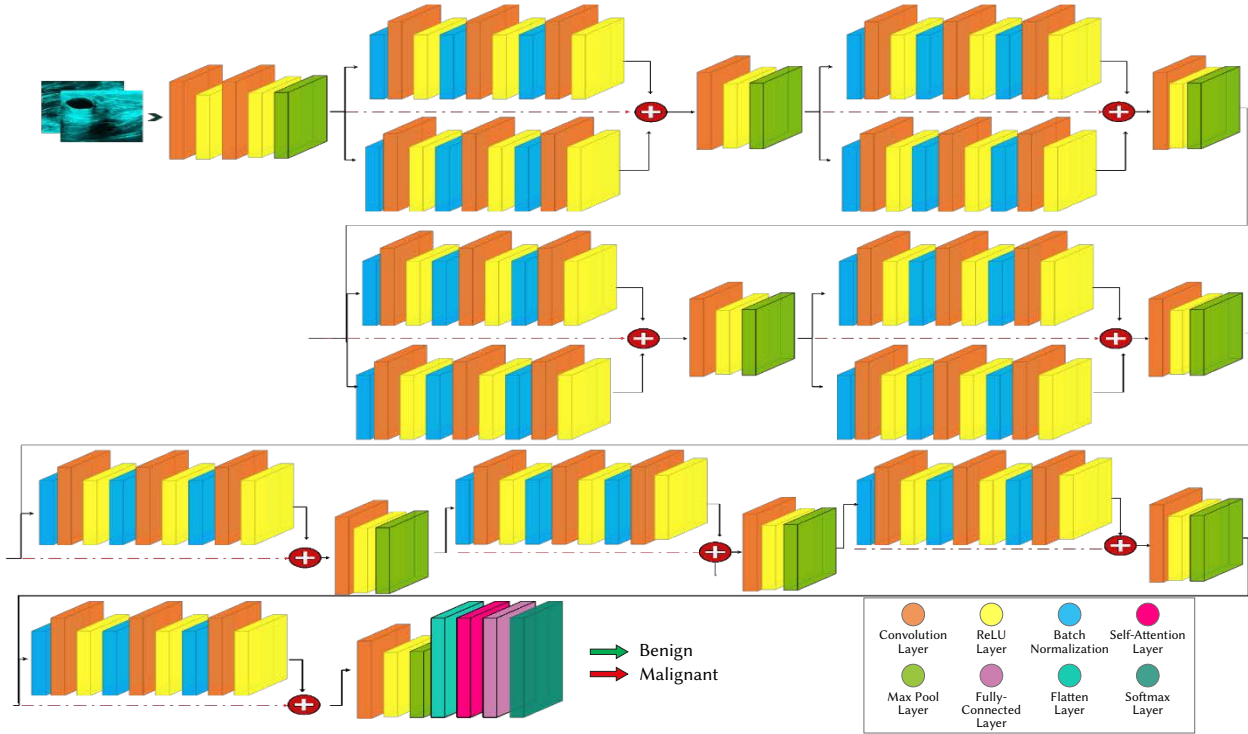 Benign
Malignant
Convolution
Layer
ReLU
Layer
Batch
Normalization
Self-Attention
Layer
Max Pool
Layer
Fully-
Connected
Layer
Flatten
Layer
Softmax
Layer